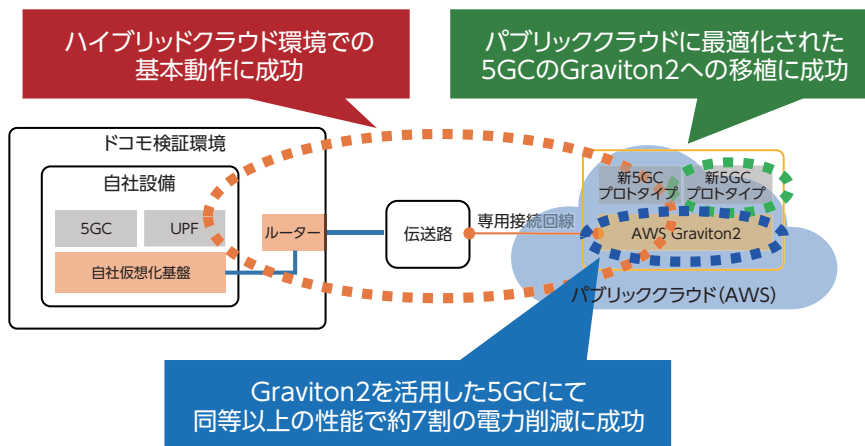 ハイブリッドクラウド環境での
基本動作に成功
パブリッククラウドに最適化された
5GCのGraviton2への移植に成功
ドコモ検証環境
自社設備
5GC
UPF
自社仮想化基盤
ルーター
伝送路
専用接続回線
新5GC
プロトタイプ
新5GC
プロトタイプ
AWS Graviton2
パブリッククラウド（AWS）
Graviton2を活用した5GCにて
同等以上の性能で約7割の電力削減に成功